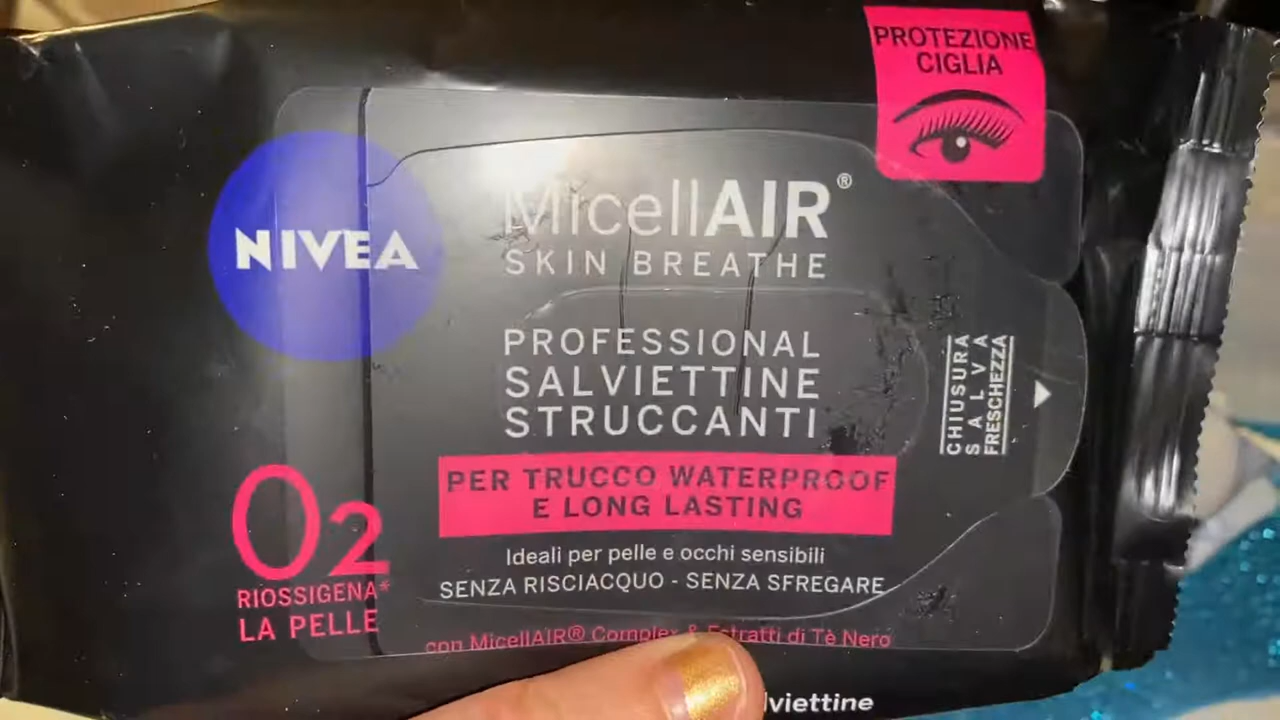 PROTEZIONE
CIGLIA
NIVEA
MicellAIR®
SKIN BREATHE
PROFESSIONAL
SALVIETTINE
STRUCCANTI
CHIUSURA
SALVA
FRESCHEZZA
PER TRUCCO WATERPROOF
E LONG LASTING
O2
RIOSSIGENA*
LA PELLE
Ideali per pelle e occhi sensibili
SENZA RISCIACQUO - SENZA SFREGARE
con MicellAIR® Complex & Estratti di Tè Nero